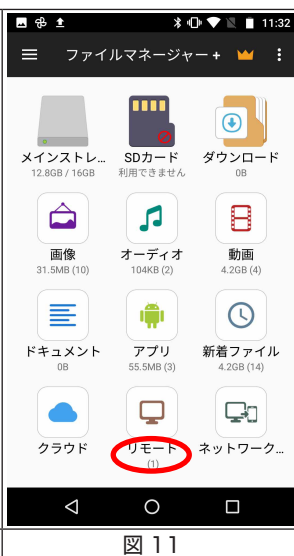 11:32
ファイルマネージャー +
メインストレ...
12.8GB / 16GB
SDカード
利用できません
ダウンロード
0B
画像
31.5MB (10)
オーディオ
104KB (2)
動画
4.2GB (4)
ドキュメント
0B
アプリ
55.5MB (3)
新着ファイル
4.2GB (14)
クラウド
リモート
(1)
ネットワーク...
図 11